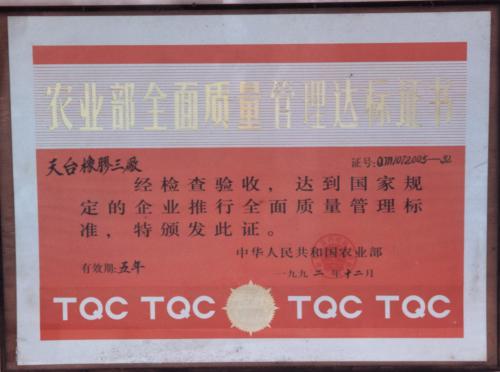 农业部全面质量管理达标证书
天台橡膠三廠 证号:
经检查验收，达到国家规
定的企业推行全面质量管理标
准，特颁发此证。
中华人民共和国农业部
有效期:五年 一九九二年十二月
TQC TQC TQC TQC